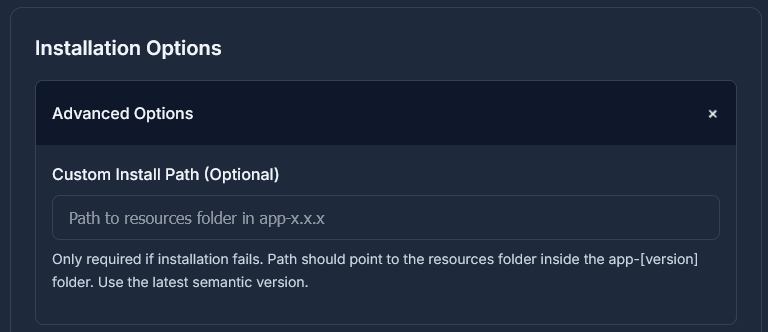 Installation Options
Advanced Options
×
Custom Install Path (Optional)
Path to resources folder in app-x.x.x
Only required if installation fails. Path should point to the resources folder inside the app-[version]
folder. Use the latest semantic version.